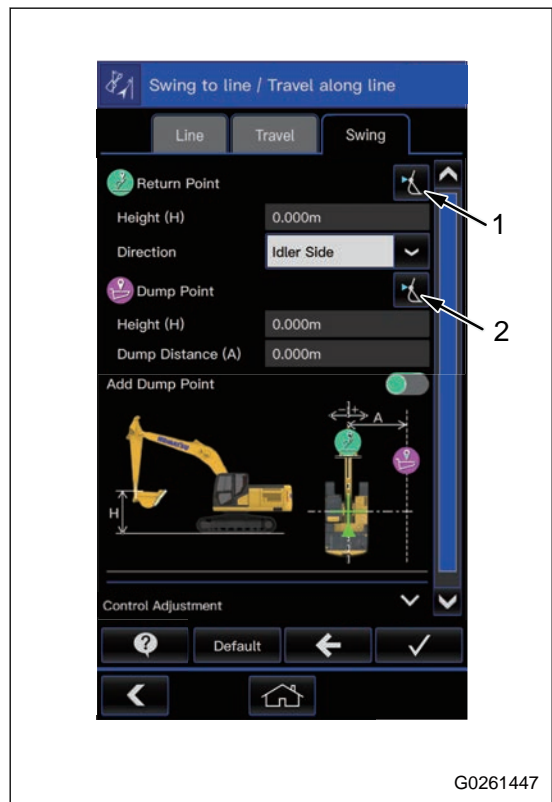 Swing to line / Travel along line
Line Travel Swing
Return Point
1
Height (H) 0.000m
Direction Idler Side
Dump Point
2
Height (H) 0.000m
Dump Distance (A) 0.000m
Add Dump Point
- +
A
KOMATSU
H
Control Adjustment
? Default
G0261447